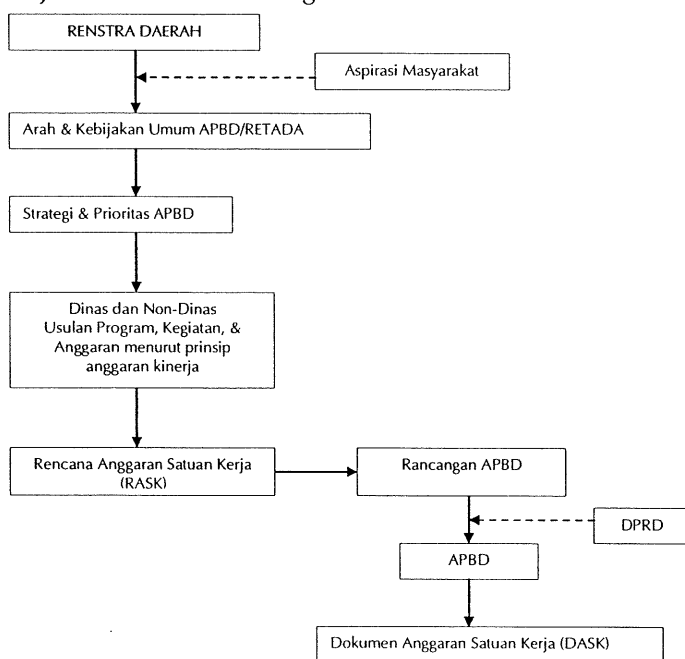 RENSTRA DAERAH
Aspirasi Masyarakat
Arah & Kebijakan Umum APBD/RETADA
Strategi & Prioritas APBD
Dinas dan Non-Dinas
Usulan Program, Kegiatan, &
Anggaran menurut prinsip
anggaran kinerja
Rencana Anggaran Satuan Kerja
(RASK)
Rancangan APBD
DPRD
APBD
Dokumen Anggaran Satuan Kerja (DASK)